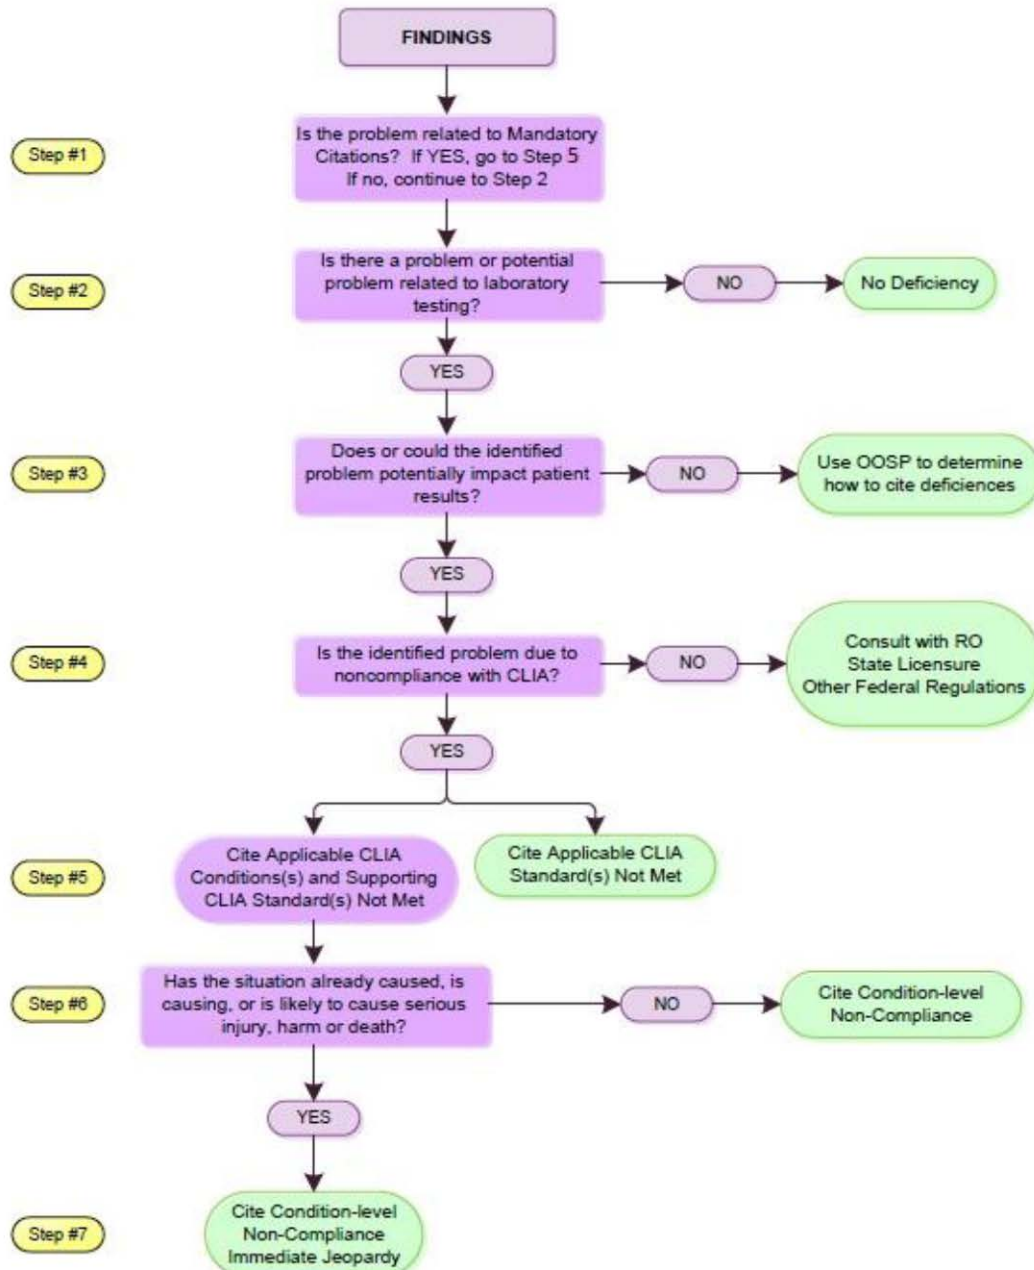 FINDINGS
Step #1
Is the problem related to Mandatory
Citations? If YES, go to Step 5
If no, continue to Step 2
Step #2
Is there a problem or potential
problem related to laboratory
testing?
NO
No Deficiency
YES
Step #3
Does or could the identified
problem potentially impact patient
results?
NO
Use OOSP to determine
how to cite deficiences
YES
Step #4
Is the identified problem due to
noncompliance with CLIA?
NO
Consult with RO
State Licensure
Other Federal Regulations
YES
Step #5
Cite Applicable CLIA
Conditions(s) and Supporting
CLIA Standard(s) Not Met
Cite Applicable CLIA
Standard(s) Not Met
Step #6
Has the situation already caused, is
causing, or is likely to cause serious
injury, harm or death?
NO
Cite Condition-level
Non-Compliance
YES
Step #7
Cite Condition-level
Non-Compliance
Immediate Jeopardy